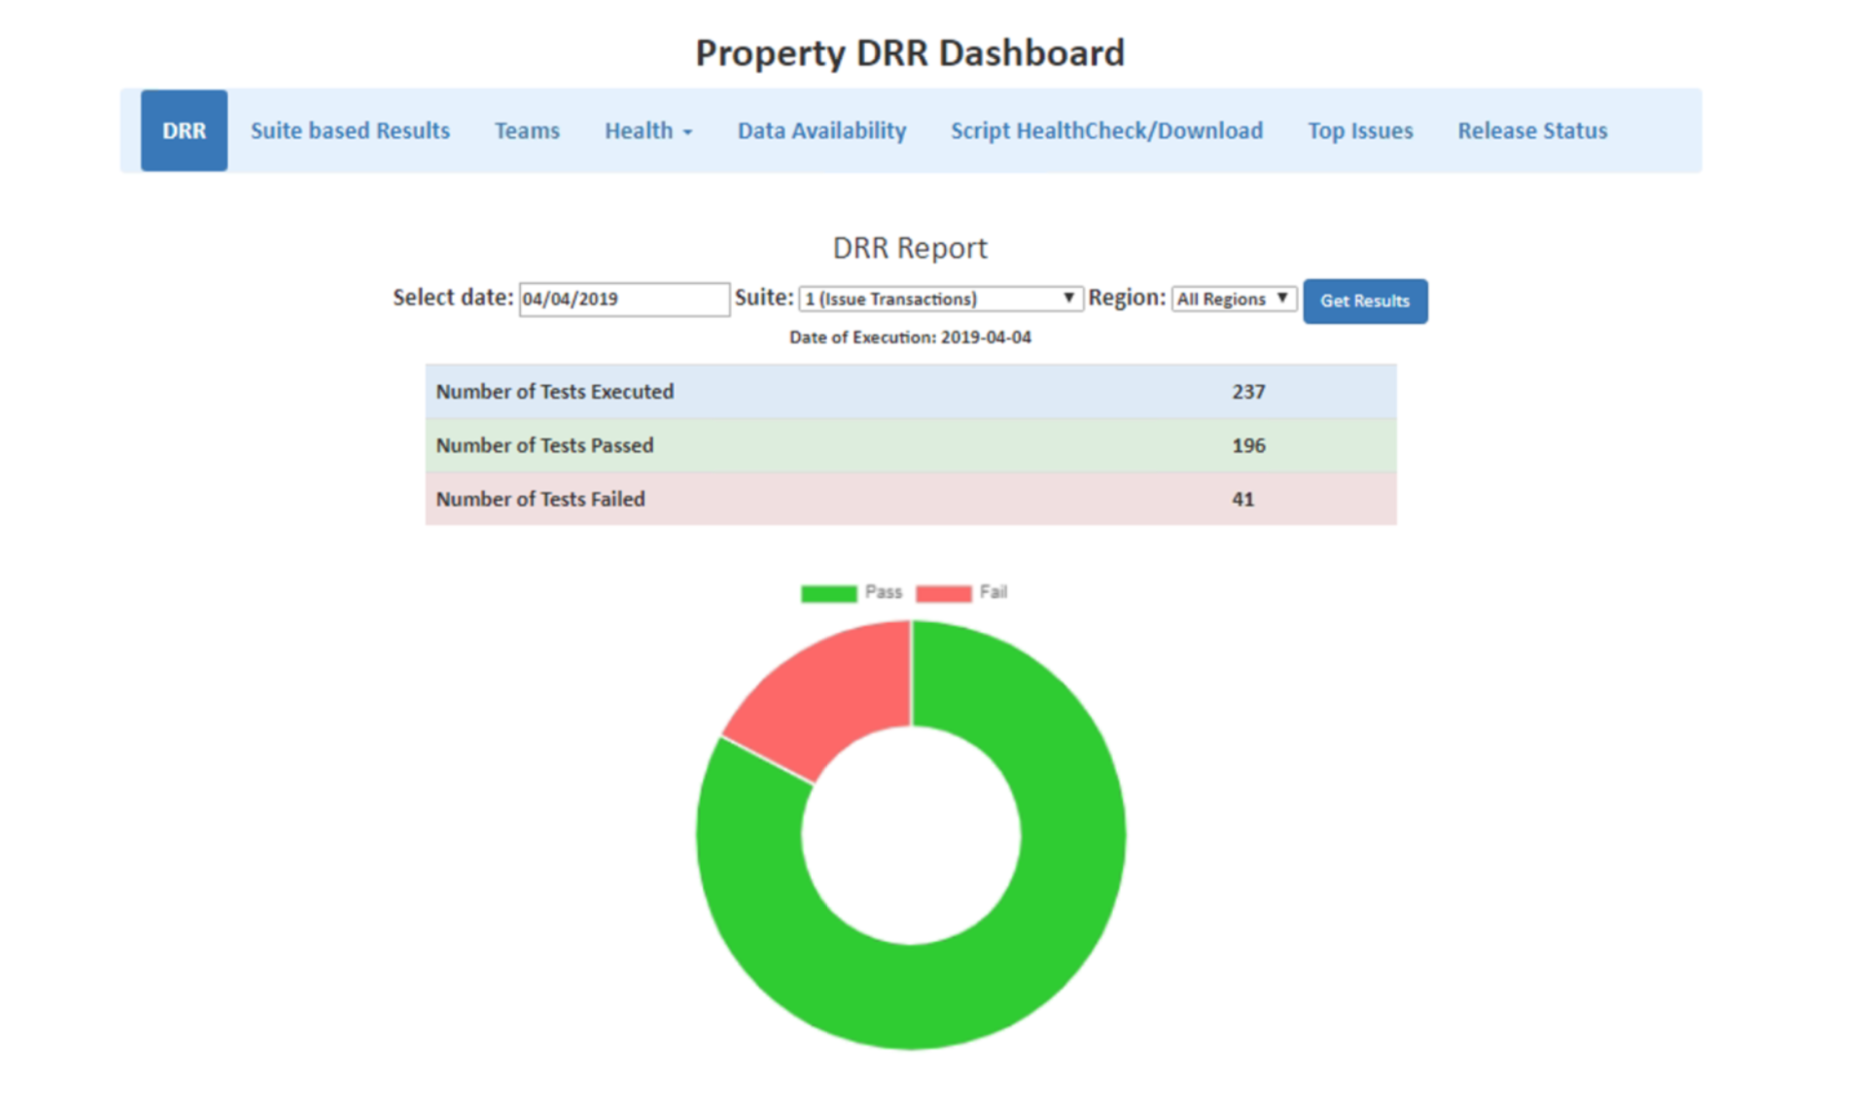 Property DRR Dashboard
DRR Suite based Results Teams Health Data Availability Script HealthCheck/Download Top Issues Release Status
DRR Report
Select date: 04/04/2019 Suite: 1 (Issue Transactions) Region: All Regions Get Results
Date of Execution: 2019-04-04
Number of Tests Executed 237
Number of Tests Passed 196
Number of Tests Failed 41
Pass Fail